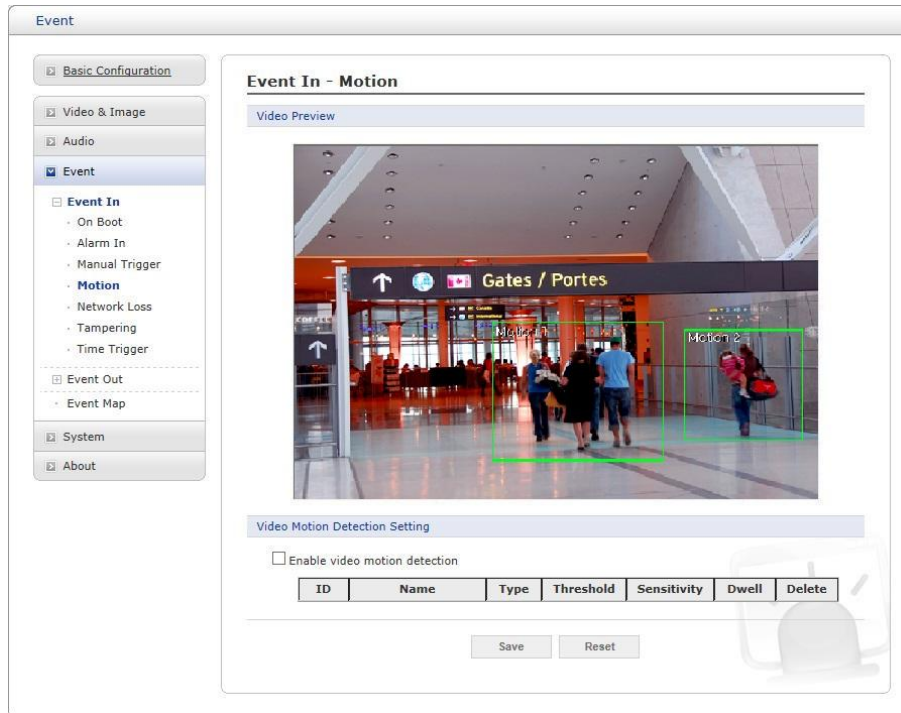 Event
Basic Configuration
Video & Image
Audio
Event
Event In
On Boot
Alarm In
Manual Trigger
Motion
Network Loss
Tampering
Time Trigger
Event Out
Event Map
System
About
Event In - Motion
Video Preview
Gates / Portes
Motion 1
Motion 2
Video Motion Detection Setting
Enable video motion detection
ID Name Type Threshold Sensitivity Dwell Delete
Save Reset